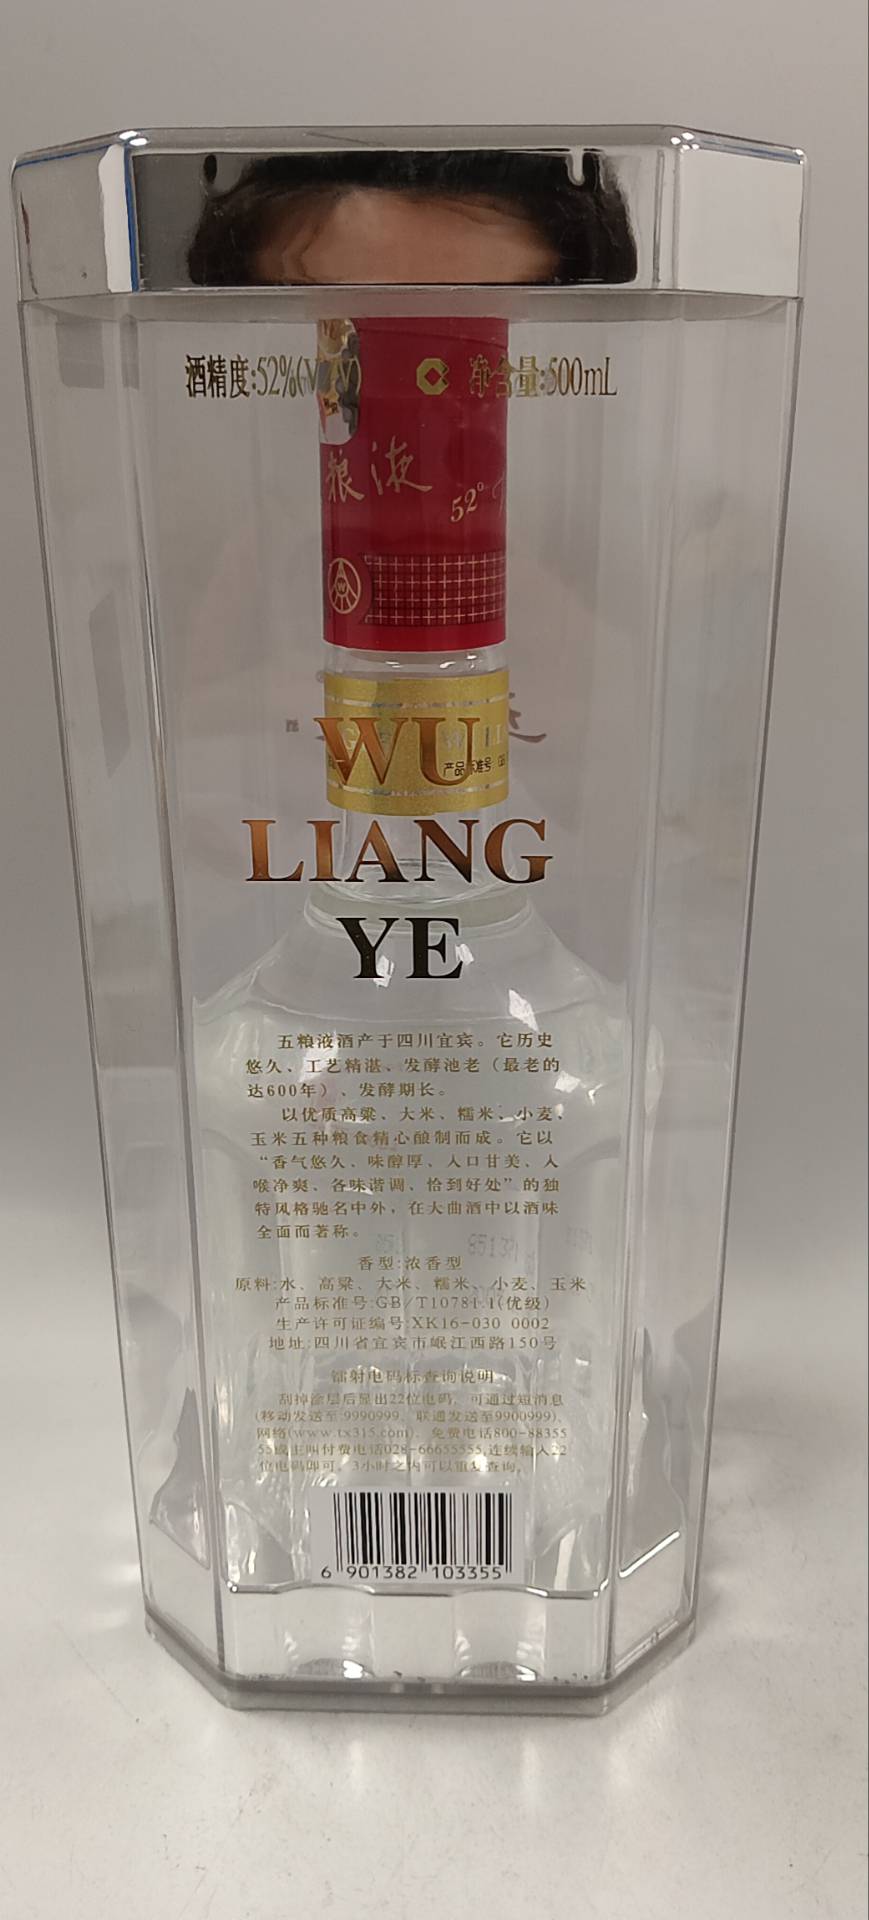 酒精度:52%(V/V) 净含量:500mL
粮液
52°
WU
产品标准号
LIANG
YE
五粮液酒产于四川宜宾。它历史
悠久、工艺精湛、发酵池老（最老的
达600年）、发酵期长。
以优质高粱、大米、糯米、小麦、
玉米五种粮食精心酿制而成。它以
“香气悠久、味醇厚、入口甘美、入
喉净爽、各味谐调、恰到好处”的独
特风格驰名中外，在大曲酒中以酒味
全面而著称。
香型:浓香型
原料:水、高粱、大米、糯米、小麦、玉米
产品标准号:GB/T10781.1(优级)
生产许可证编号:XK16-030 0002
地址:四川省宜宾市岷江西路150号
镭射电码标查询说明
刮掉涂层后显出22位电码，可通过短消息
(移动发送至:9990999、联通发送至9900999)、
网络(www.tx315.com)、免费电话800-88355
55或主叫付费电话028-66655555,连续输入22
位电码即可。3小时之内可以重复查询。
6 901382 103355